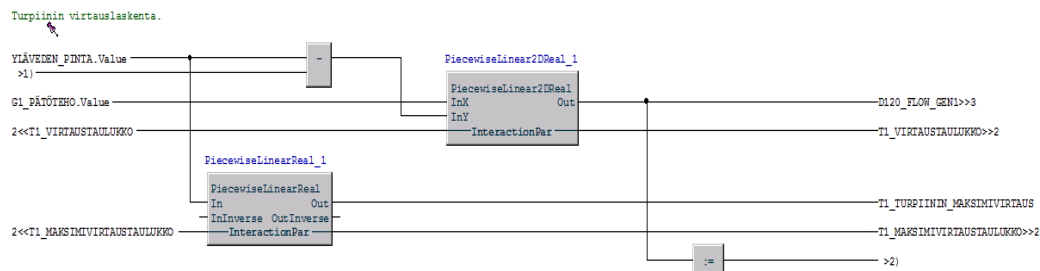 Turpiinin virtauslaskenta.
YLÄVEDEN_PINTA.Value
>1)
-
PiecewiseLinear2DReal_1
PiecewiseLinear2DReal
G1_PÄTÖTEHO.Value
InX Out
D120_FLOW_GEN1>>3
InY
2<<T1_VIRTAUSTAULUKKO
InteractionPar
T1_VIRTAUSTAULUKKO>>2
PiecewiseLinearReal_1
PiecewiseLinearReal
In Out
T1_TURPIININ_MAKSIMIVIRTAUS
InInverse OutInverse
2<<T1_MAKSIMIVIRTAUSTAULUKKO
InteractionPar
T1_MAKSIMIVIRTAUSTAULUKKO>>2
:=
>2)